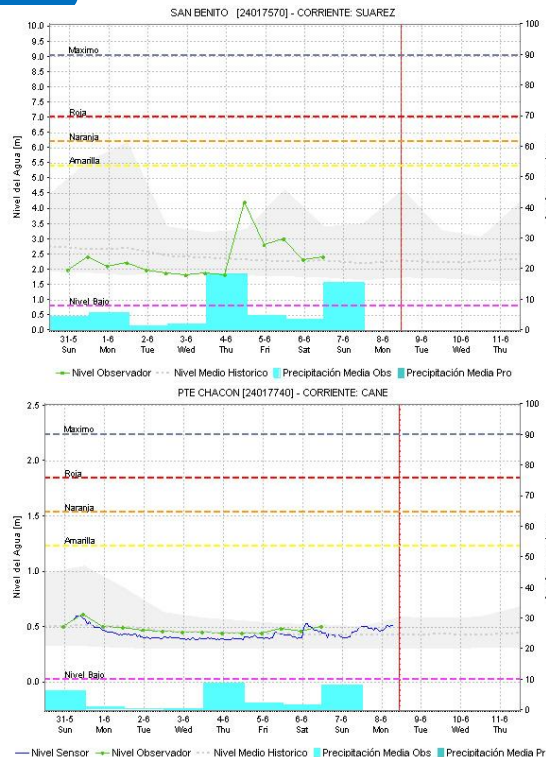 SAN BENITO [24017570] - CORRIENTE: SUAREZ
Nivel del Agua [m]
10.0
9.5
9.0
8.5
8.0
7.5
7.0
6.5
6.0
5.5
5.0
4.5
4.0
3.5
3.0
2.5
2.0
1.5
1.0
0.5
0.0
Maximo
Roja
Naranja
Amarilla
Nivel Bajo
100
90
80
70
60
50
40
30
20
10
0
31-5 1-6 2-6 3-6 4-6 5-6 6-6 7-6 8-6 9-6 10-6 11-6
Sun Mon Tue Wed Thu Fri Sat Sun Mon Tue Wed Thu
Nivel Observador Nivel Medio Historico Precipitación Media Obs Precipitación Media Pro
PTE CHACON [24017740] - CORRIENTE: CANE
Nivel del Agua [m]
2.5
2.0
1.5
1.0
0.5
0.0
Maximo
Roja
Naranja
Amarilla
Nivel Bajo
100
90
80
70
60
50
40
30
20
10
0
31-5 1-6 2-6 3-6 4-6 5-6 6-6 7-6 8-6 9-6 10-6 11-6
Sun Mon Tue Wed Thu Fri Sat Sun Mon Tue Wed Thu
Nivel Sensor Nivel Observador Nivel Medio Historico Precipitación Media Obs Precipitación Media Pr